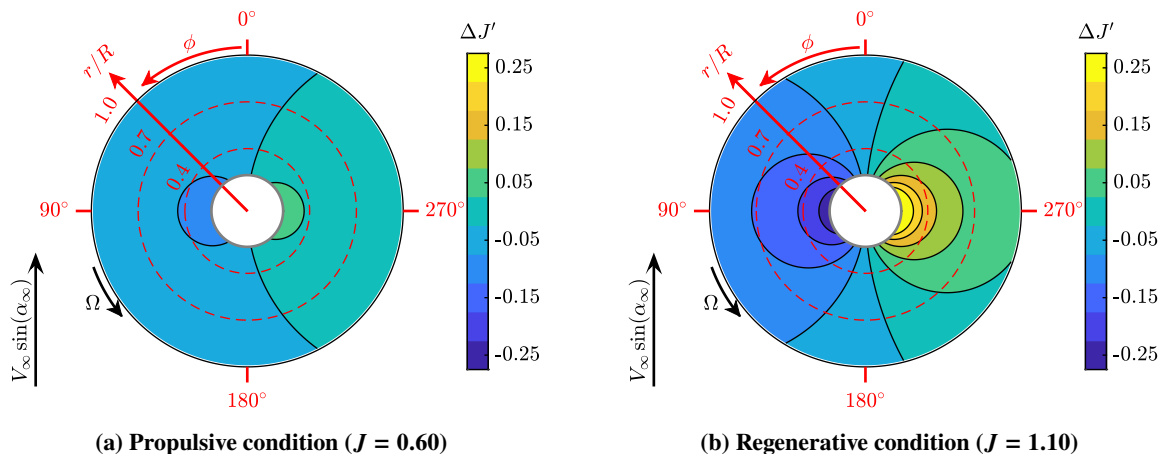 0°
ϕ
r/R
1.0
0.7
0.4
90°
270°
180°
Ω
V∞ sin(α∞)
ΔJ′
0.25
0.15
0.05
-0.05
-0.15
-0.25
(a) Propulsive condition (J = 0.60)
0°
ϕ
r/R
1.0
0.7
0.4
90°
270°
180°
Ω
V∞ sin(α∞)
ΔJ′
0.25
0.15
0.05
-0.05
-0.15
-0.25
(b) Regenerative condition (J = 1.10)